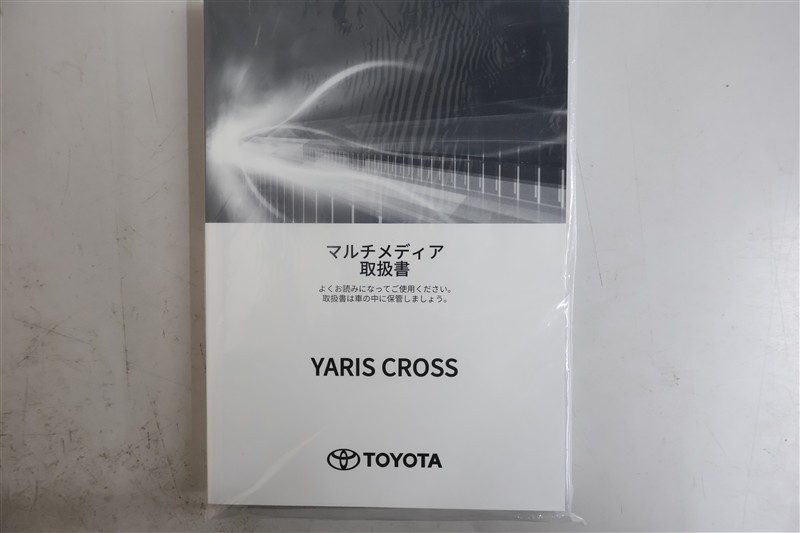 マルチメディア
取扱書
よくお読みになってご使用ください。
取扱書は車の中に保管しましょう。
YARIS CROSS
TOYOTA